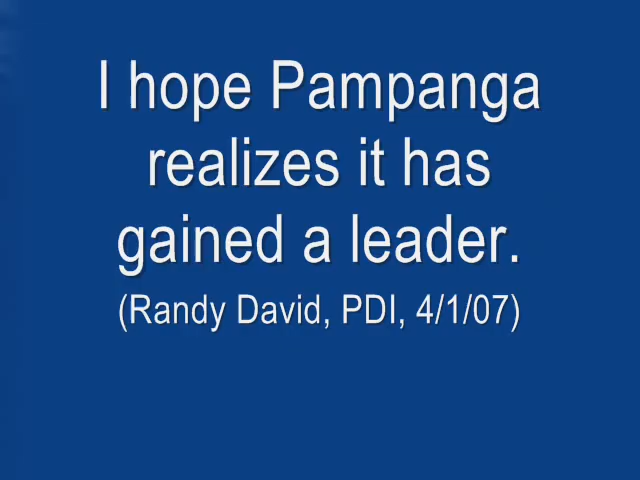 I hope Pampanga
realizes it has
gained a leader.
(Randy David, PDI, 4/1/07)